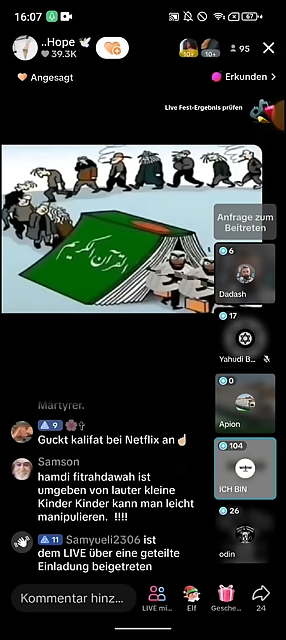 16:07
67
..Hope 🕊
39.3K
10+
10+
95
Angesagt
Erkunden >
Live Fest-Ergebnis prüfen
القرآن الكريم
Anfrage zum
Beitreten
6
Dadash
17
Yahudi B...
0
Apion
104
ICH BIN
26
odin
Märtyrer.
9 🌸✞
Guckt kalifat bei Netflix an☝🏻
Samson
hamdi fitrahdawah ist
umgeben von lauter kleine
Kinder Kinder kann man leicht
manipulieren. !!!!
11 Samyueli2306 ist
dem LIVE über eine geteilte
Einladung beigetreten
Kommentar hinz...
LIVE mi...
Elf
Gesche...
24